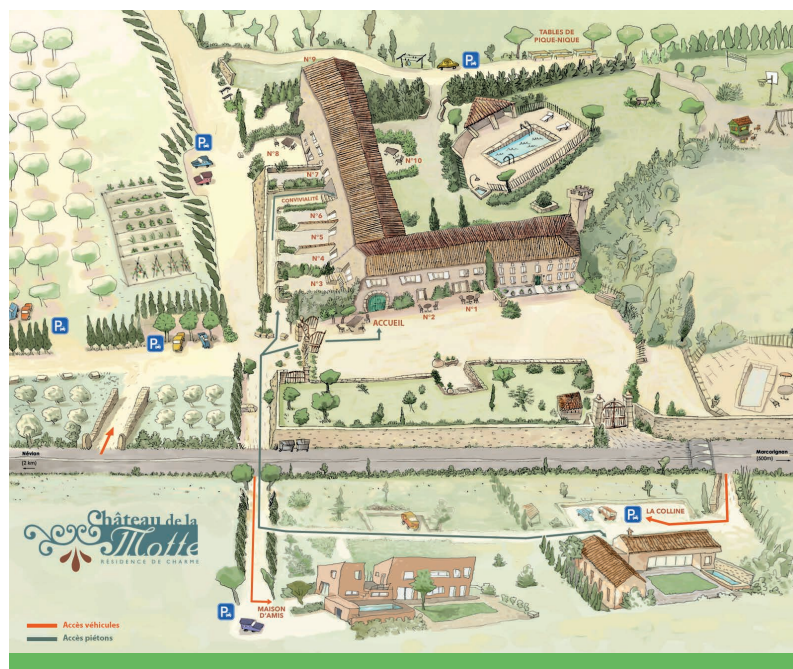 TABLES DE
PIQUE-NIQUE
N°9
P
P
N°8
N°10
N°7
CONVIVIALITÉ
N°6
N°5
N°4
N°3
N°1
N°2
ACCUEIL
P
P
Névian
(2 km)
Marcorignan
(500m)
P
LA COLLINE
Château de la
Motte
RÉSIDENCE DE CHARME
MAISON
D'AMIS
P
Accès véhicules
Accès piétons